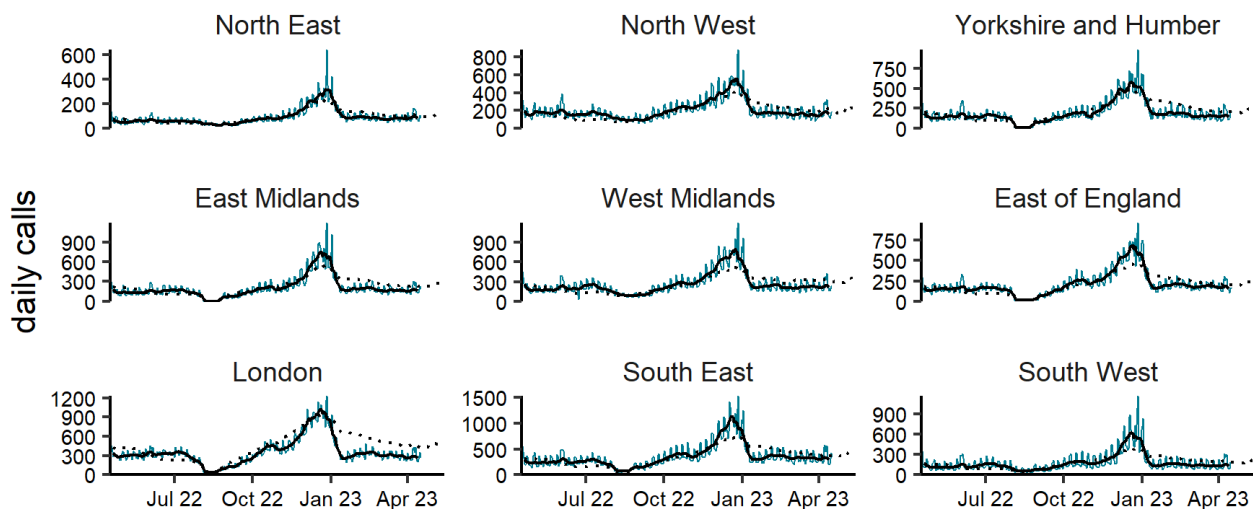 North East
North West
Yorkshire and Humber
600
400
200
0
800
600
400
200
0
750
500
250
0
East Midlands
West Midlands
East of England
900
600
300
0
900
600
300
0
750
500
250
0
daily calls
London
South East
South West
1200
900
600
300
0
1500
1000
500
0
900
600
300
0
Jul 22 Oct 22 Jan 23 Apr 23
Jul 22 Oct 22 Jan 23 Apr 23
Jul 22 Oct 22 Jan 23 Apr 23